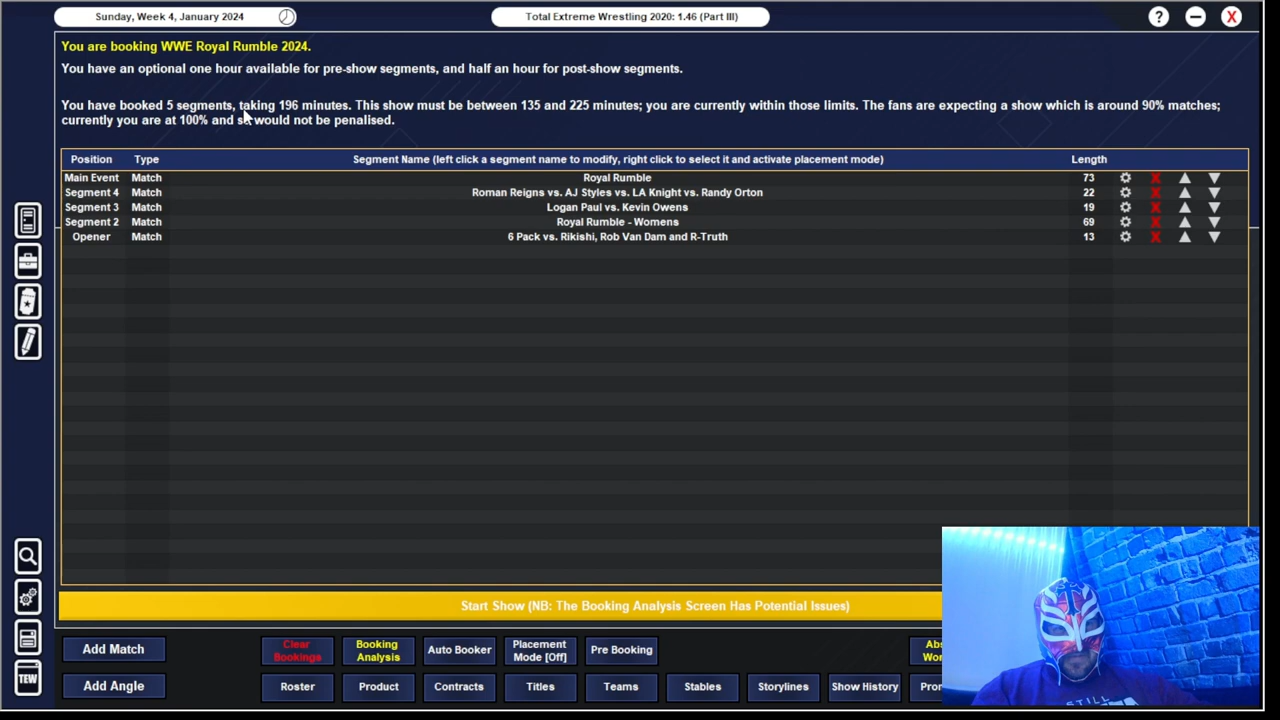 Sunday, Week 4, January 2024
Total Extreme Wrestling 2020: 1.46 (Part III)
?
X
You are booking WWE Royal Rumble 2024.
You have an optional one hour available for pre-show segments, and half an hour for post-show segments.
You have booked 5 segments, taking 196 minutes. This show must be between 135 and 225 minutes; you are currently within those limits. The fans are expecting a show which is around 90% matches;
currently you are at 100% and so would not be penalised.
Position Type Segment Name (left click a segment name to modify, right click to select it and activate placement mode) Length
Main Event Match Royal Rumble 73 X
Segment 4 Match Roman Reigns vs. AJ Styles vs. LA Knight vs. Randy Orton 22 X
Segment 3 Match Logan Paul vs. Kevin Owens 19 X
Segment 2 Match Royal Rumble - Womens 69 X
Opener Match 6 Pack vs. Rikishi, Rob Van Dam and R-Truth 13 X
Start Show (NB: The Booking Analysis Screen Has Potential Issues)
Add Match
Clear Bookings
Booking Analysis
Auto Booker
Placement Mode [Off]
Pre Booking
Add Angle
Roster
Product
Contracts
Titles
Teams
Stables
Storylines
Show History
TEW
STILL